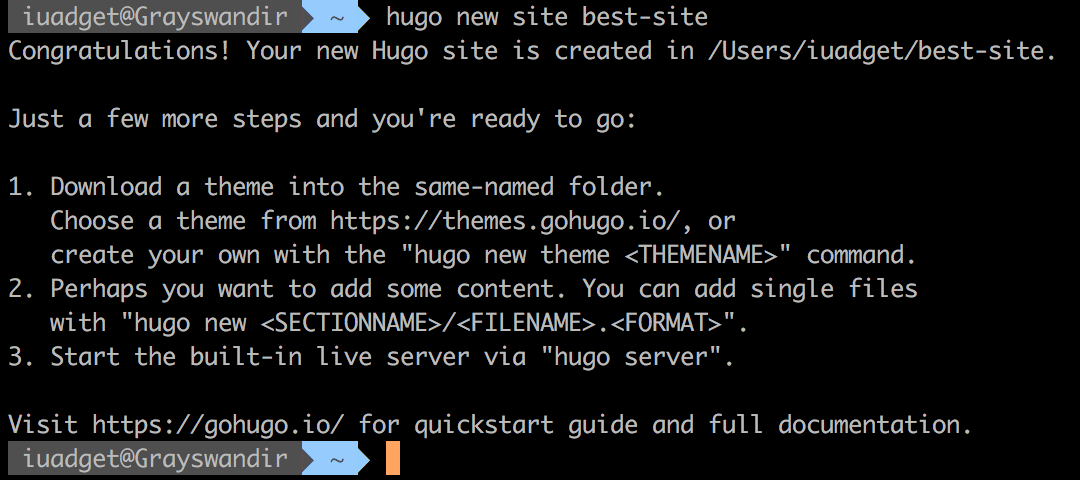 iuadget@Grayswandir ~ hugo new site best-site
Congratulations! Your new Hugo site is created in /Users/iuadget/best-site.
Just a few more steps and you're ready to go:
1. Download a theme into the same-named folder.
Choose a theme from https://themes.gohugo.io/, or
create your own with the "hugo new theme <THEMENAME>" command.
2. Perhaps you want to add some content. You can add single files
with "hugo new <SECTIONNAME>/<FILENAME>.<FORMAT>".
3. Start the built-in live server via "hugo server".
Visit https://gohugo.io/ for quickstart guide and full documentation.
iuadget@Grayswandir ~